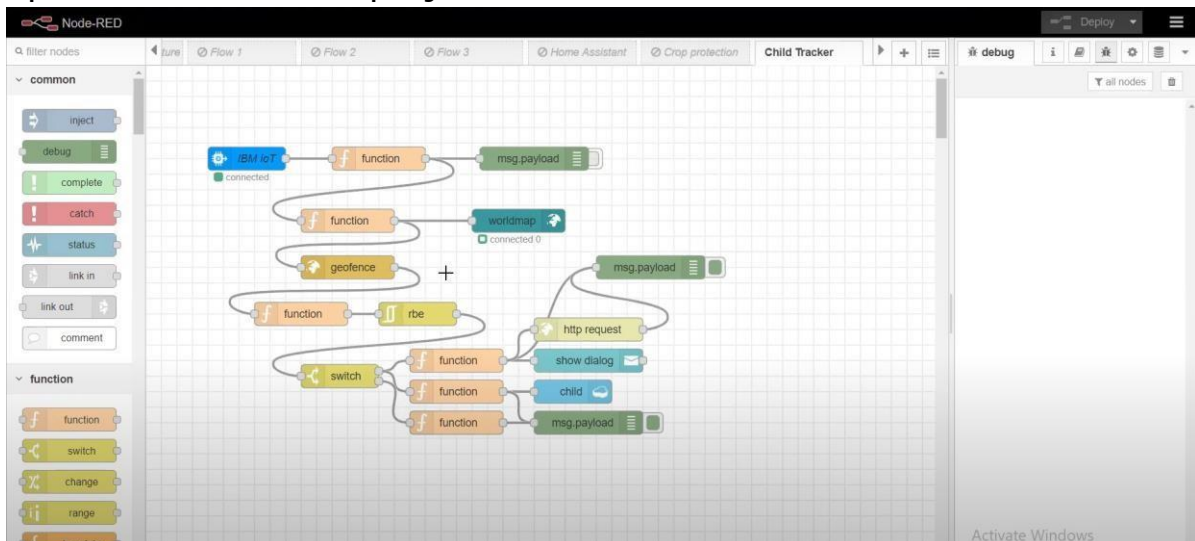 Node-RED
Deploy
filter nodes
ture
Flow 1
Flow 2
Flow 3
Home Assistant
Crop protection
Child Tracker
debug
i
all nodes
common
inject
debug
complete
catch
status
link in
link out
comment
function
function
switch
change
range
IBM IoT
connected
function
msg.payload
function
worldmap
connected 0
geofence
msg.payload
function
rbe
http request
switch
function
show dialog
function
child
function
msg.payload
Activate Windows